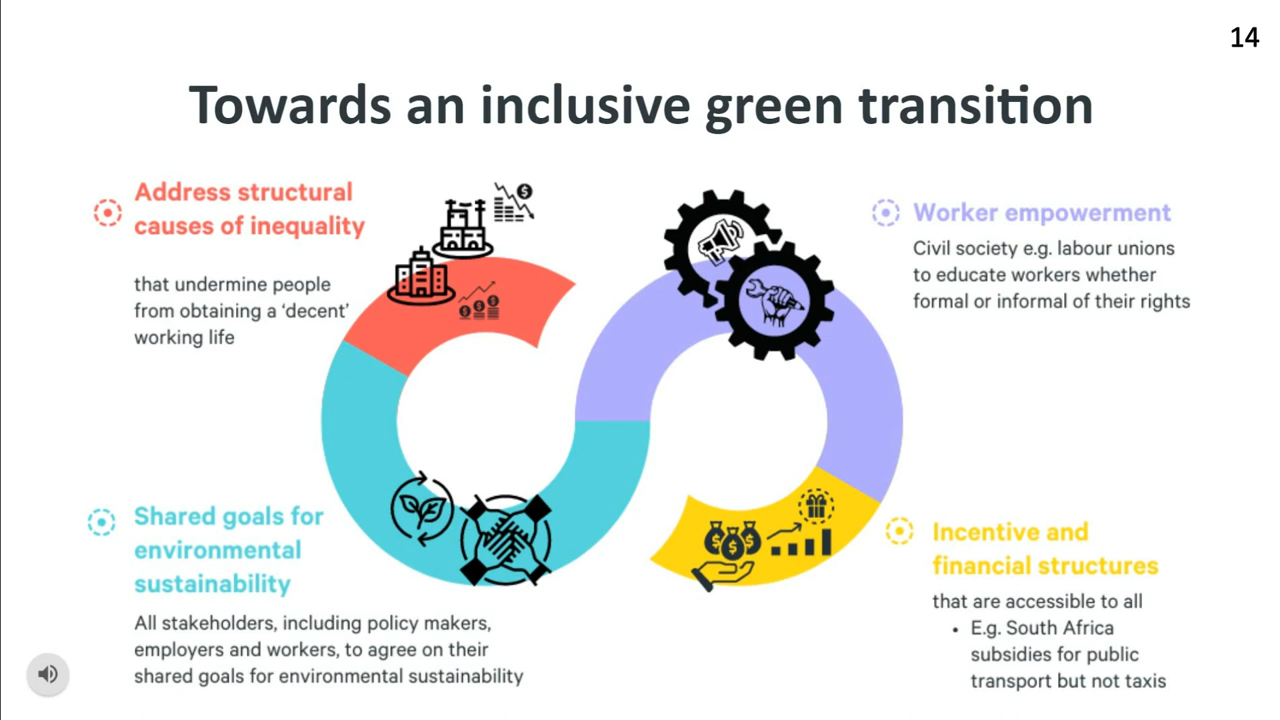 14
Towards an inclusive green transition
Address structural
causes of inequality
that undermine people
from obtaining a ‘decent’
working life
Worker empowerment
Civil society e.g. labour unions
to educate workers whether
formal or informal of their rights
Shared goals for
environmental
sustainability
All stakeholders, including policy makers,
employers and workers, to agree on their
shared goals for environmental sustainability
Incentive and
financial structures
that are accessible to all
• E.g. South Africa
subsidies for public
transport but not taxis